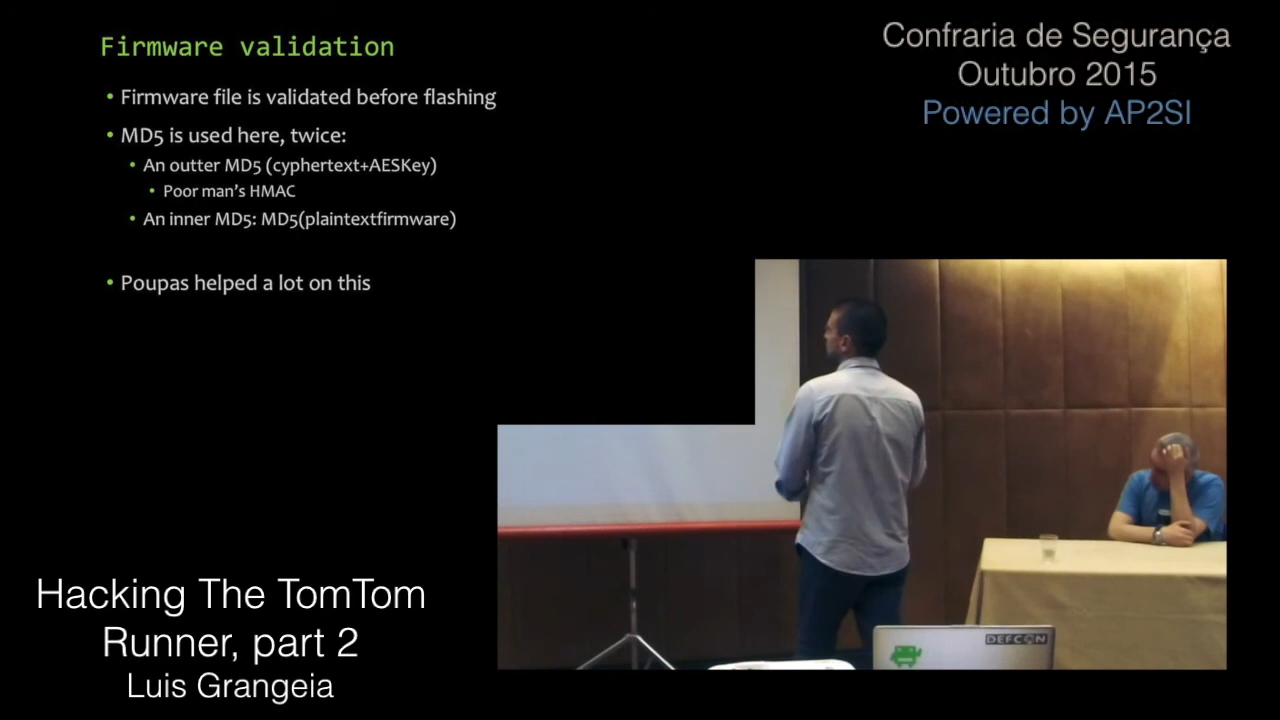 Firmware validation
• Firmware file is validated before flashing
• MD5 is used here, twice:
• An outter MD5 (cyphertext+AESKey)
• Poor man's HMAC
• An inner MD5: MD5(plaintextfirmware)
• Poupas helped a lot on this
Confraria de Segurança
Outubro 2015
Powered by AP2SI
DEFCON
Hacking The TomTom
Runner, part 2
Luis Grangeia